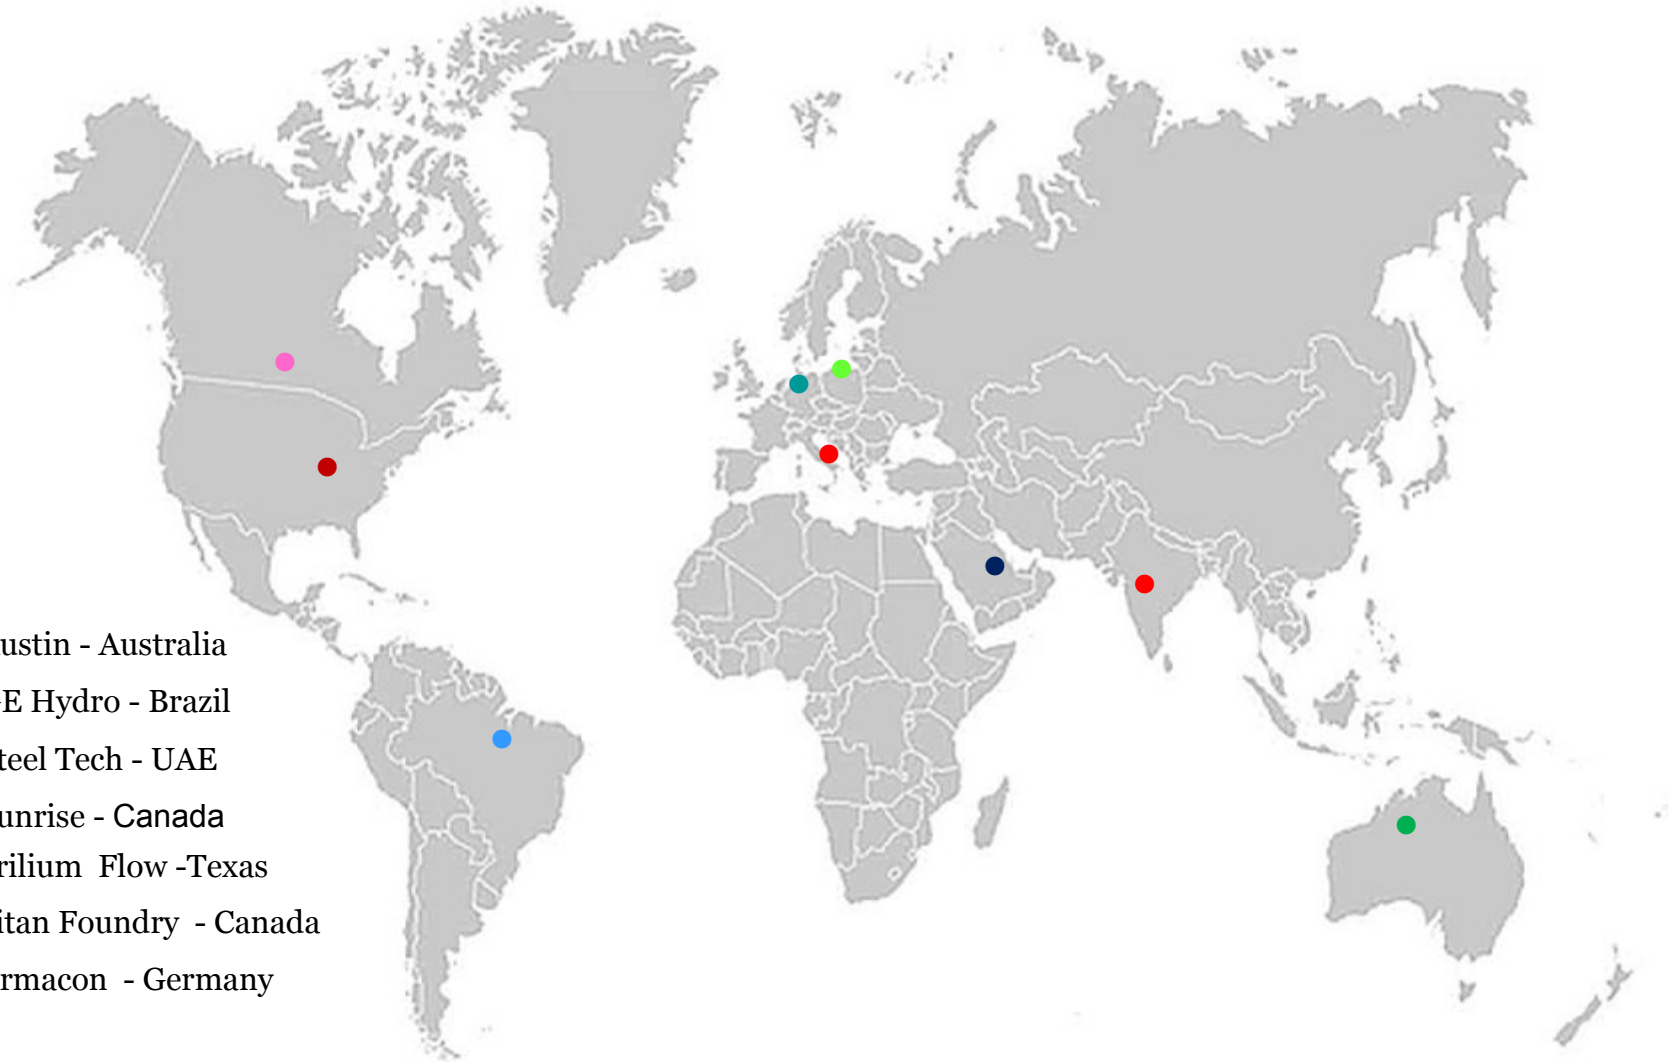 ustin - Australia
E Hydro - Brazil
teel Tech - UAE
unrise - Canada
rilium Flow -Texas
itan Foundry - Canada
rmacon - Germany